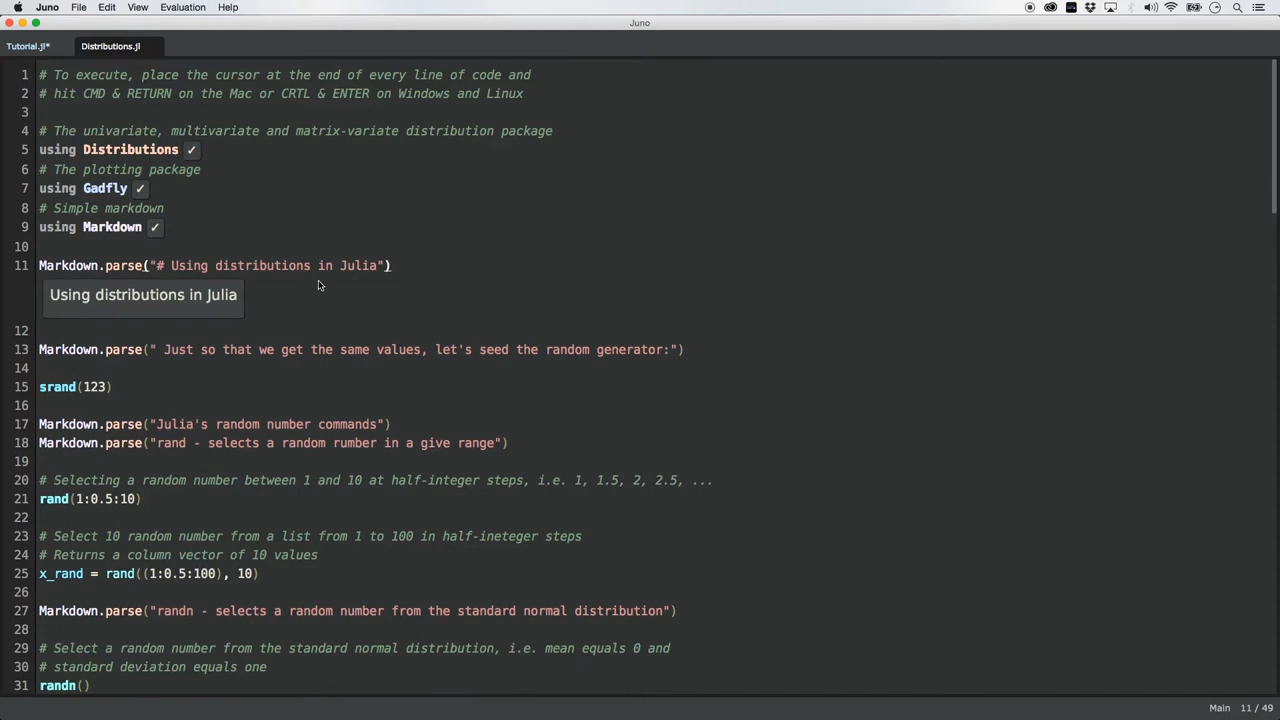 Juno File Edit View Evaluation Help
Juno
Tutorial.jl* Distributions.jl
1 # To execute, place the cursor at the end of every line of code and
2 # hit CMD & RETURN on the Mac or CRTL & ENTER on Windows and Linux
3
4 # The univariate, multivariate and matrix-variate distribution package
5 using Distributions ✓
6 # The plotting package
7 using Gadfly ✓
8 # Simple markdown
9 using Markdown ✓
10
11 Markdown.parse("# Using distributions in Julia")
Using distributions in Julia
12
13 Markdown.parse(" Just so that we get the same values, let's seed the random generator:")
14
15 srand(123)
16
17 Markdown.parse("Julia's random number commands")
18 Markdown.parse("rand - selects a random rumber in a give range")
19
20 # Selecting a random number between 1 and 10 at half-integer steps, i.e. 1, 1.5, 2, 2.5, ...
21 rand(1:0.5:10)
22
23 # Select 10 random number from a list from 1 to 100 in half-ineteger steps
24 # Returns a column vector of 10 values
25 x_rand = rand((1:0.5:100), 10)
26
27 Markdown.parse("randn - selects a random number from the standard normal distribution")
28
29 # Select a random number from the standard normal distribution, i.e. mean equals 0 and
30 # standard deviation equals one
31 randn()
Main 11 / 49